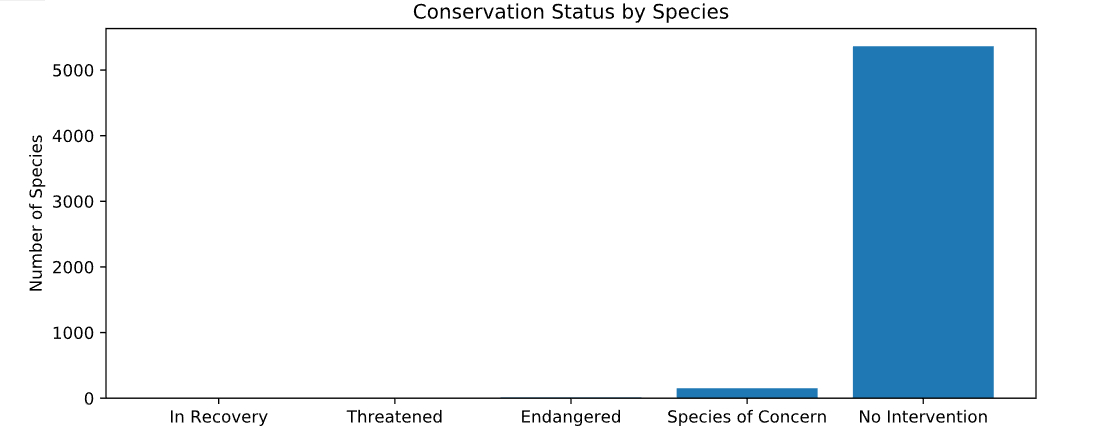 Conservation Status by Species
Number of Species
5000
4000
3000
2000
1000
0
In Recovery
Threatened
Endangered
Species of Concern
No Intervention